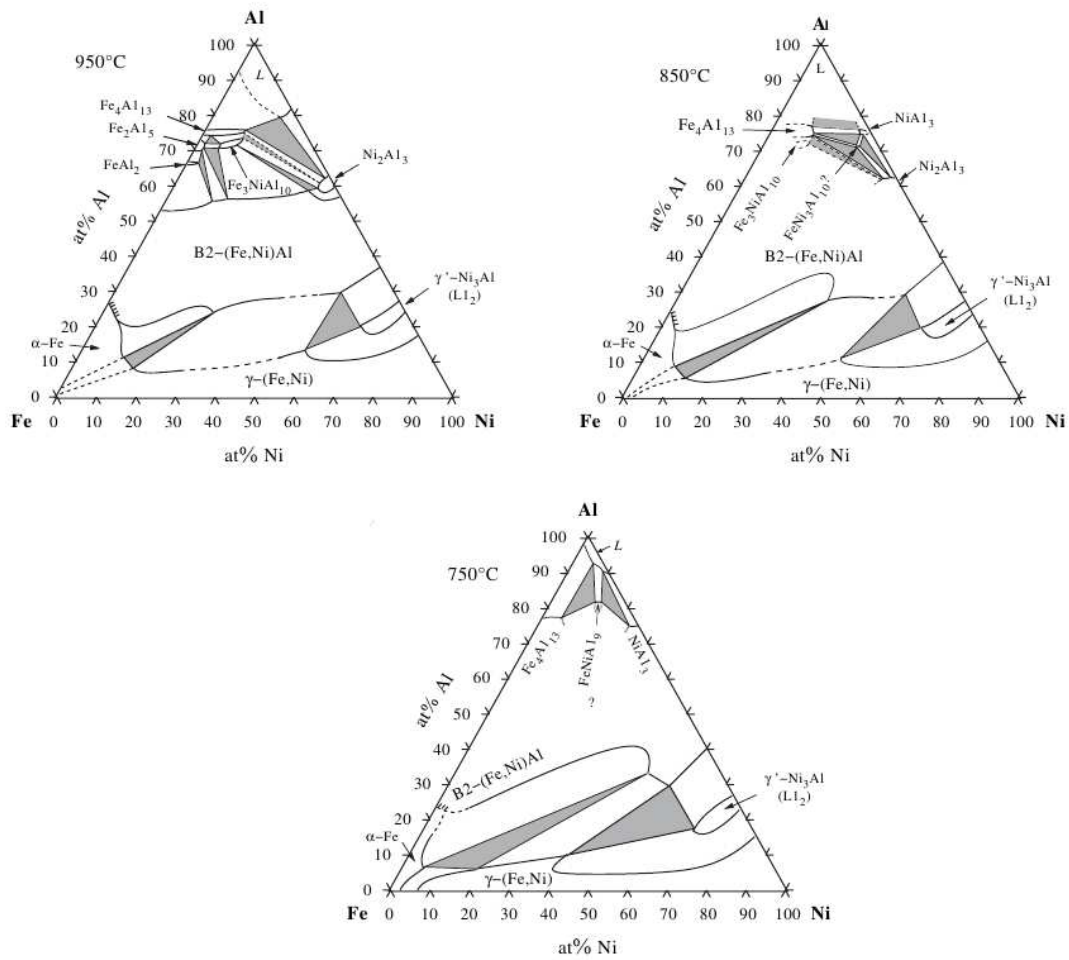 Al
950°C
100
90
80
70
60
50
40
30
20
10
0
at% Al
L
Fe4Al13
Fe2Al5
FeAl2
Fe3NiAl10
Ni2Al3
B2-(Fe,Ni)Al
γ'-Ni3Al
(L12)
α-Fe
γ-(Fe,Ni)
Fe 0 10 20 30 40 50 60 70 80 90 100 Ni
at% Ni
Al
850°C
100
90
80
70
60
50
40
30
20
10
0
at% Al
L
Fe4Al13
NiAl3
Ni2Al3
Fe3NiAl10
FeNi3Al10?
B2-(Fe,Ni)Al
γ'-Ni3Al
(L12)
α-Fe
γ-(Fe,Ni)
Fe 0 10 20 30 40 50 60 70 80 90 100 Ni
at% Ni
Al
750°C
100
90
80
70
60
50
40
30
20
10
0
at% Al
L
Fe4Al13
FeNiAl9
NiAl3
?
B2-(Fe,Ni)Al
γ'-Ni3Al
(L12)
α-Fe
γ-(Fe,Ni)
Fe 0 10 20 30 40 50 60 70 80 90 100 Ni
at% Ni